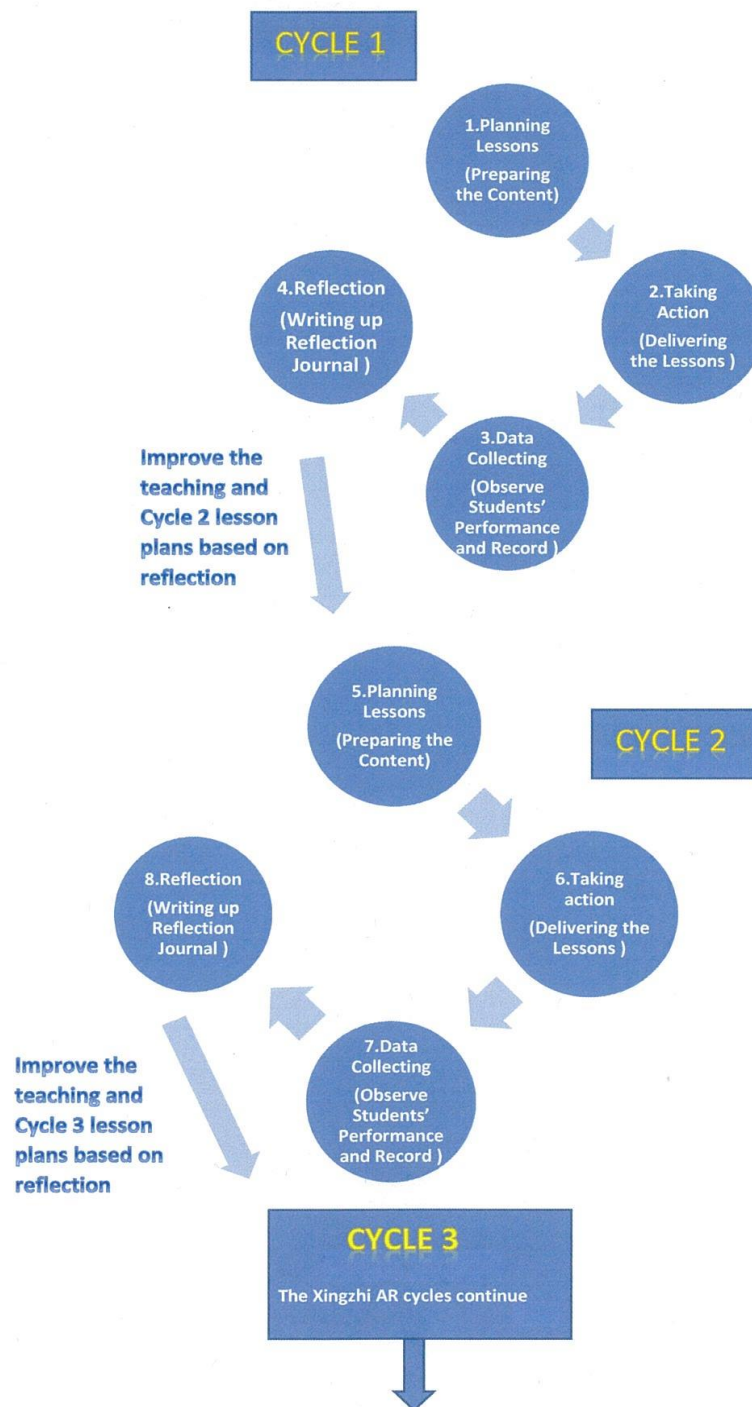 CYCLE 1
1.Planning
Lessons
(Preparing
the Content)
2.Taking
Action
(Delivering
the Lessons )
3.Data
Collecting
(Observe
Students'
Performance
and Record )
4.Reflection
(Writing up
Reflection
Journal )
Improve the
teaching and
Cycle 2 lesson
plans based on
reflection
5.Planning
Lessons
(Preparing the
Content)
CYCLE 2
6.Taking
action
(Delivering the
Lessons )
7.Data
Collecting
(Observe
Students'
Performance
and Record )
8.Reflection
(Writing up
Reflection
Journal )
Improve the
teaching and
Cycle 3 lesson
plans based on
reflection
CYCLE 3
The Xingzhi AR cycles continue